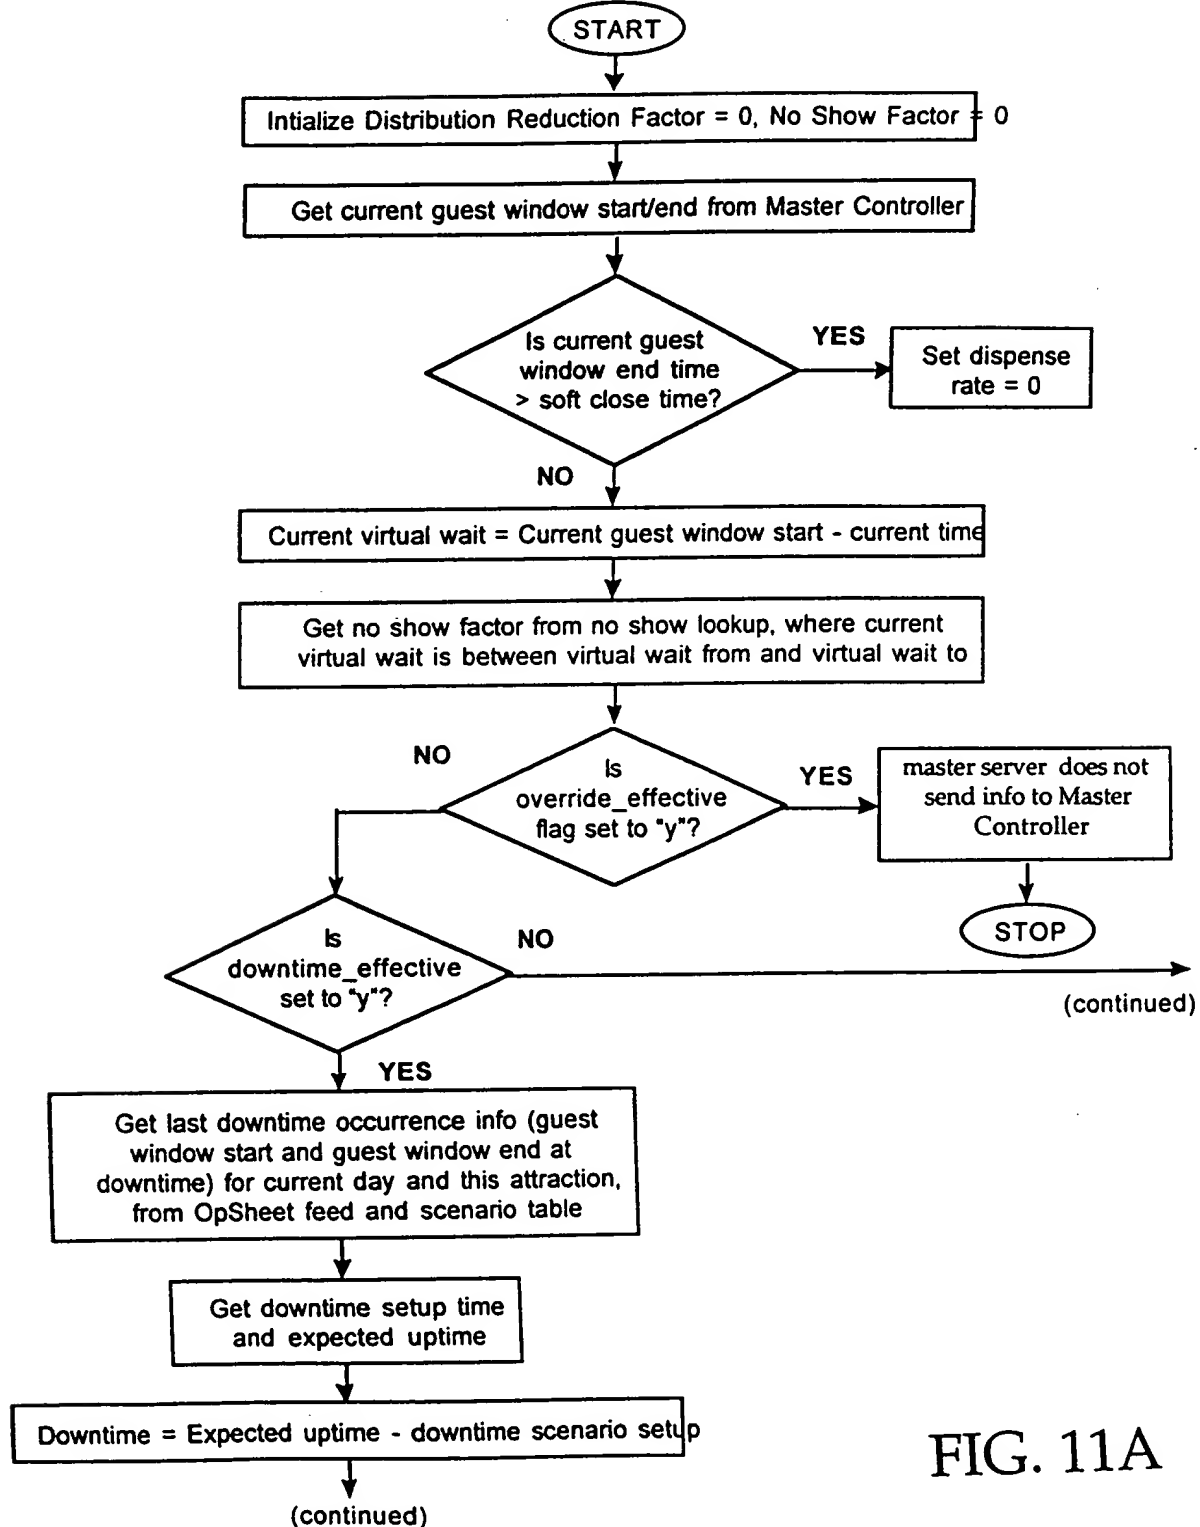 START
Intialize Distribution Reduction Factor = 0, No Show Factor = 0
Get current guest window start/end from Master Controller
Is current guest
window end time
> soft close time?
YES
Set dispense
rate = 0
NO
Current virtual wait = Current guest window start - current time
Get no show factor from no show lookup, where current
virtual wait is between virtual wait from and virtual wait to
NO
Is
override_effective
flag set to "y"?
YES
master server does not
send info to Master
Controller
STOP
Is
downtime_effective
set to "y"?
NO
(continued)
YES
Get last downtime occurrence info (guest
window start and guest window end at
downtime) for current day and this attraction,
from OpSheet feed and scenario table
Get downtime setup time
and expected uptime
Downtime = Expected uptime - downtime scenario setup
(continued)
FIG. 11A